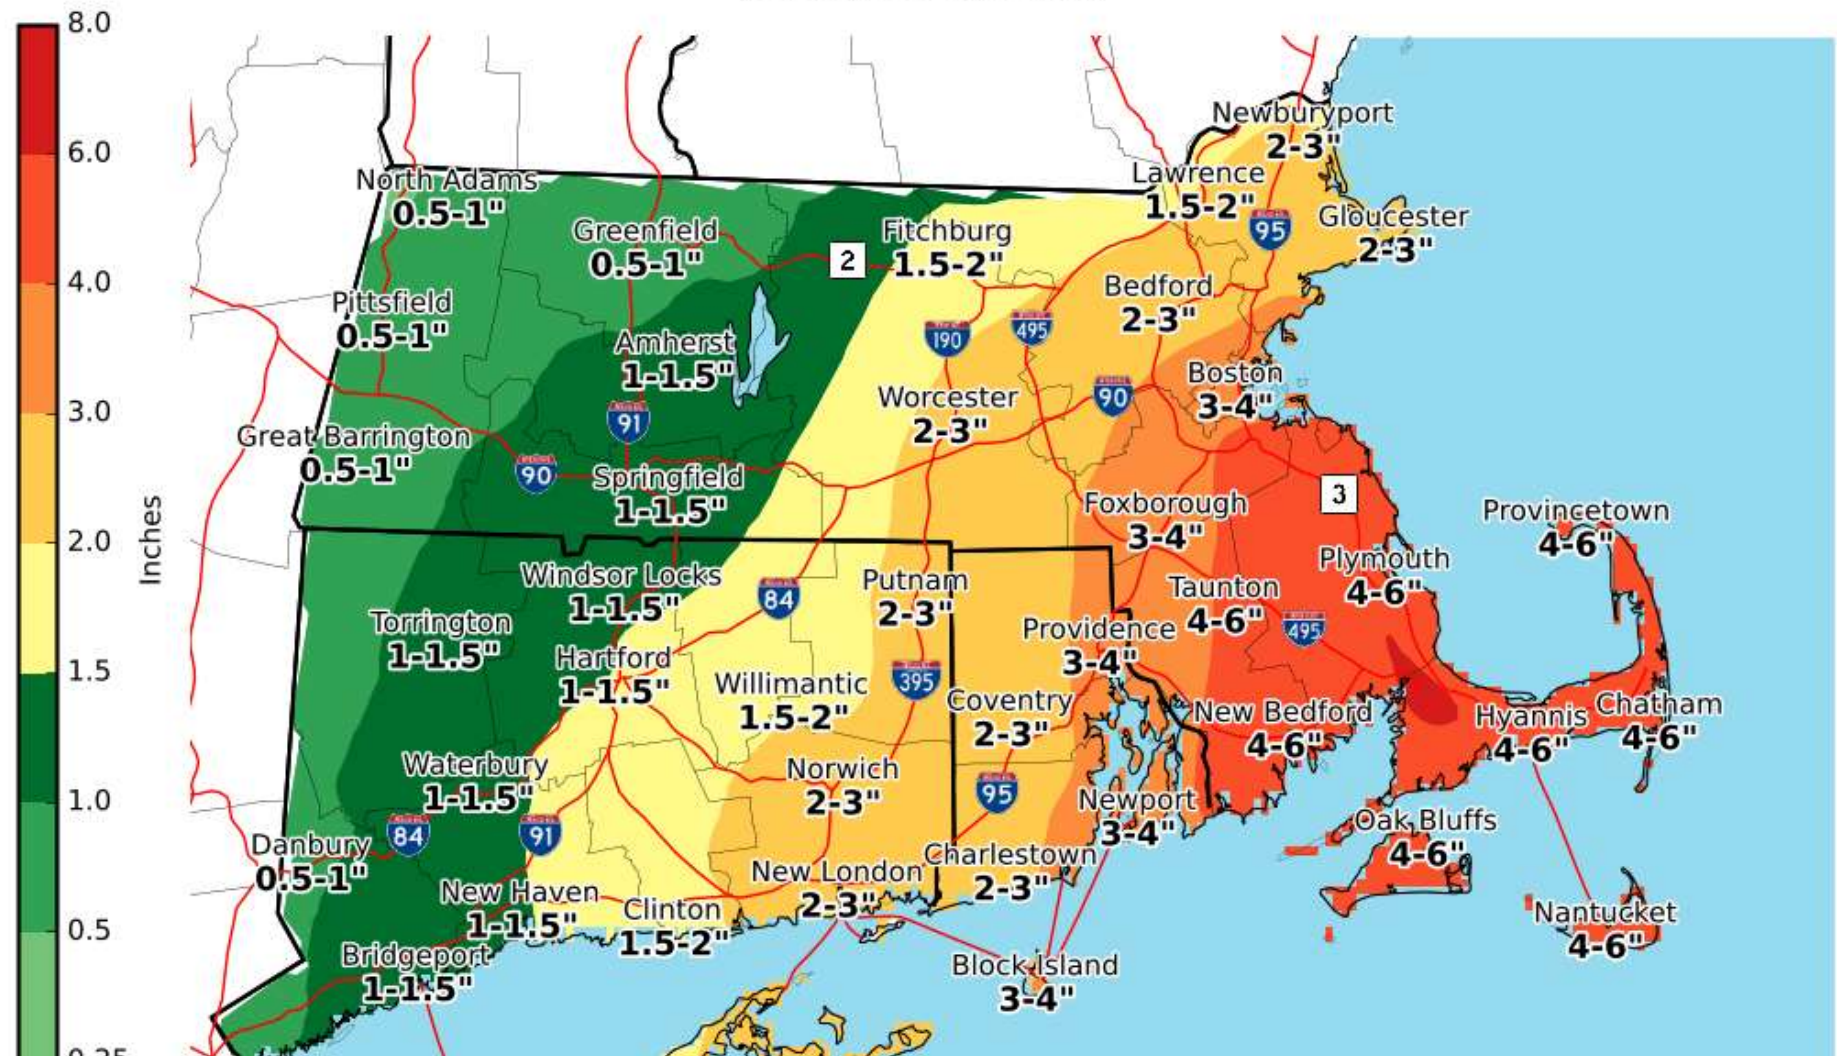 8.0
6.0
4.0
3.0
2.0
1.5
1.0
0.5
Inches
Newburyport
2-3"
North Adams
0.5-1"
Lawrence
1.5-2"
95
Gloucester
2-3"
Greenfield
0.5-1"
2
Fitchburg
1.5-2"
Pittsfield
0.5-1"
Bedford
2-3"
Amherst
1-1.5"
190
495
Boston
3-4"
Worcester
2-3"
90
91
Great Barrington
0.5-1"
90
Springfield
1-1.5"
Foxborough
3-4"
3
Provincetown
4-6"
Plymouth
4-6"
Windsor Locks
1-1.5"
84
Putnam
2-3"
Taunton
4-6"
495
Torrington
1-1.5"
Providence
3-4"
Hartford
1-1.5"
Willimantic
1.5-2"
395
Coventry
2-3"
New Bedford
4-6"
Hyannis
4-6"
Chatham
4-6"
Waterbury
1-1.5"
Norwich
2-3"
95
Newport
3-4"
84
91
Oak Bluffs
4-6"
Danbury
0.5-1"
New London
2-3"
Charlestown
2-3"
New Haven
1-1.5"
Clinton
1.5-2"
Nantucket
4-6"
Bridgeport
1-1.5"
Block Island
3-4"